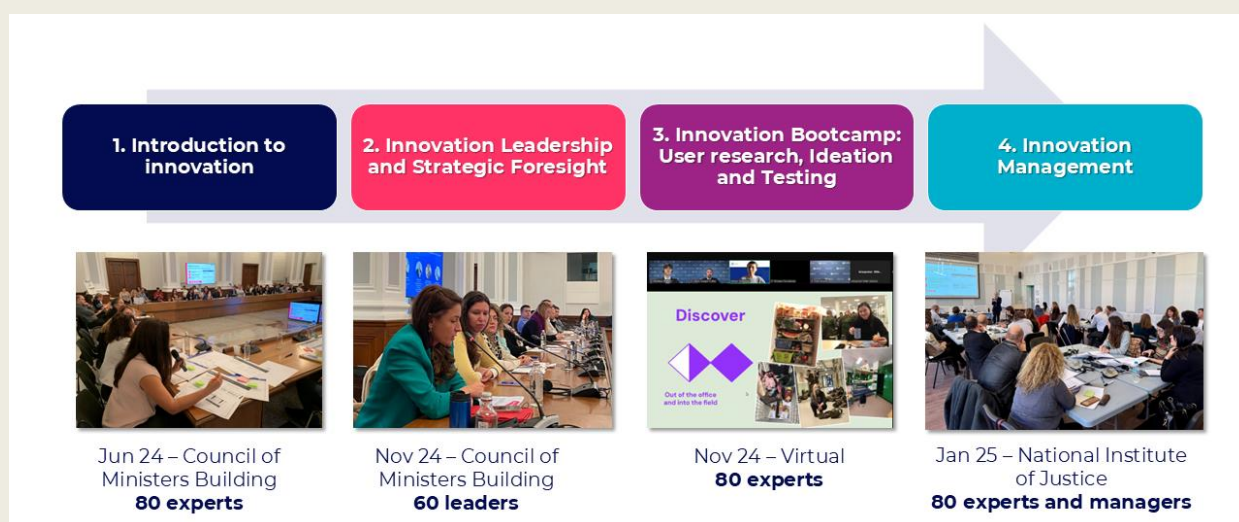 1. Introduction to
innovation
2. Innovation Leadership
and Strategic Foresight
3. Innovation Bootcamp:
User research, Ideation
and Testing
4. Innovation
Management
Discover
Out of the office
and into the field
Jun 24 – Council of
Ministers Building
80 experts
Nov 24 – Council of
Ministers Building
60 leaders
Nov 24 – Virtual
80 experts
Jan 25 – National Institute
of Justice
80 experts and managers